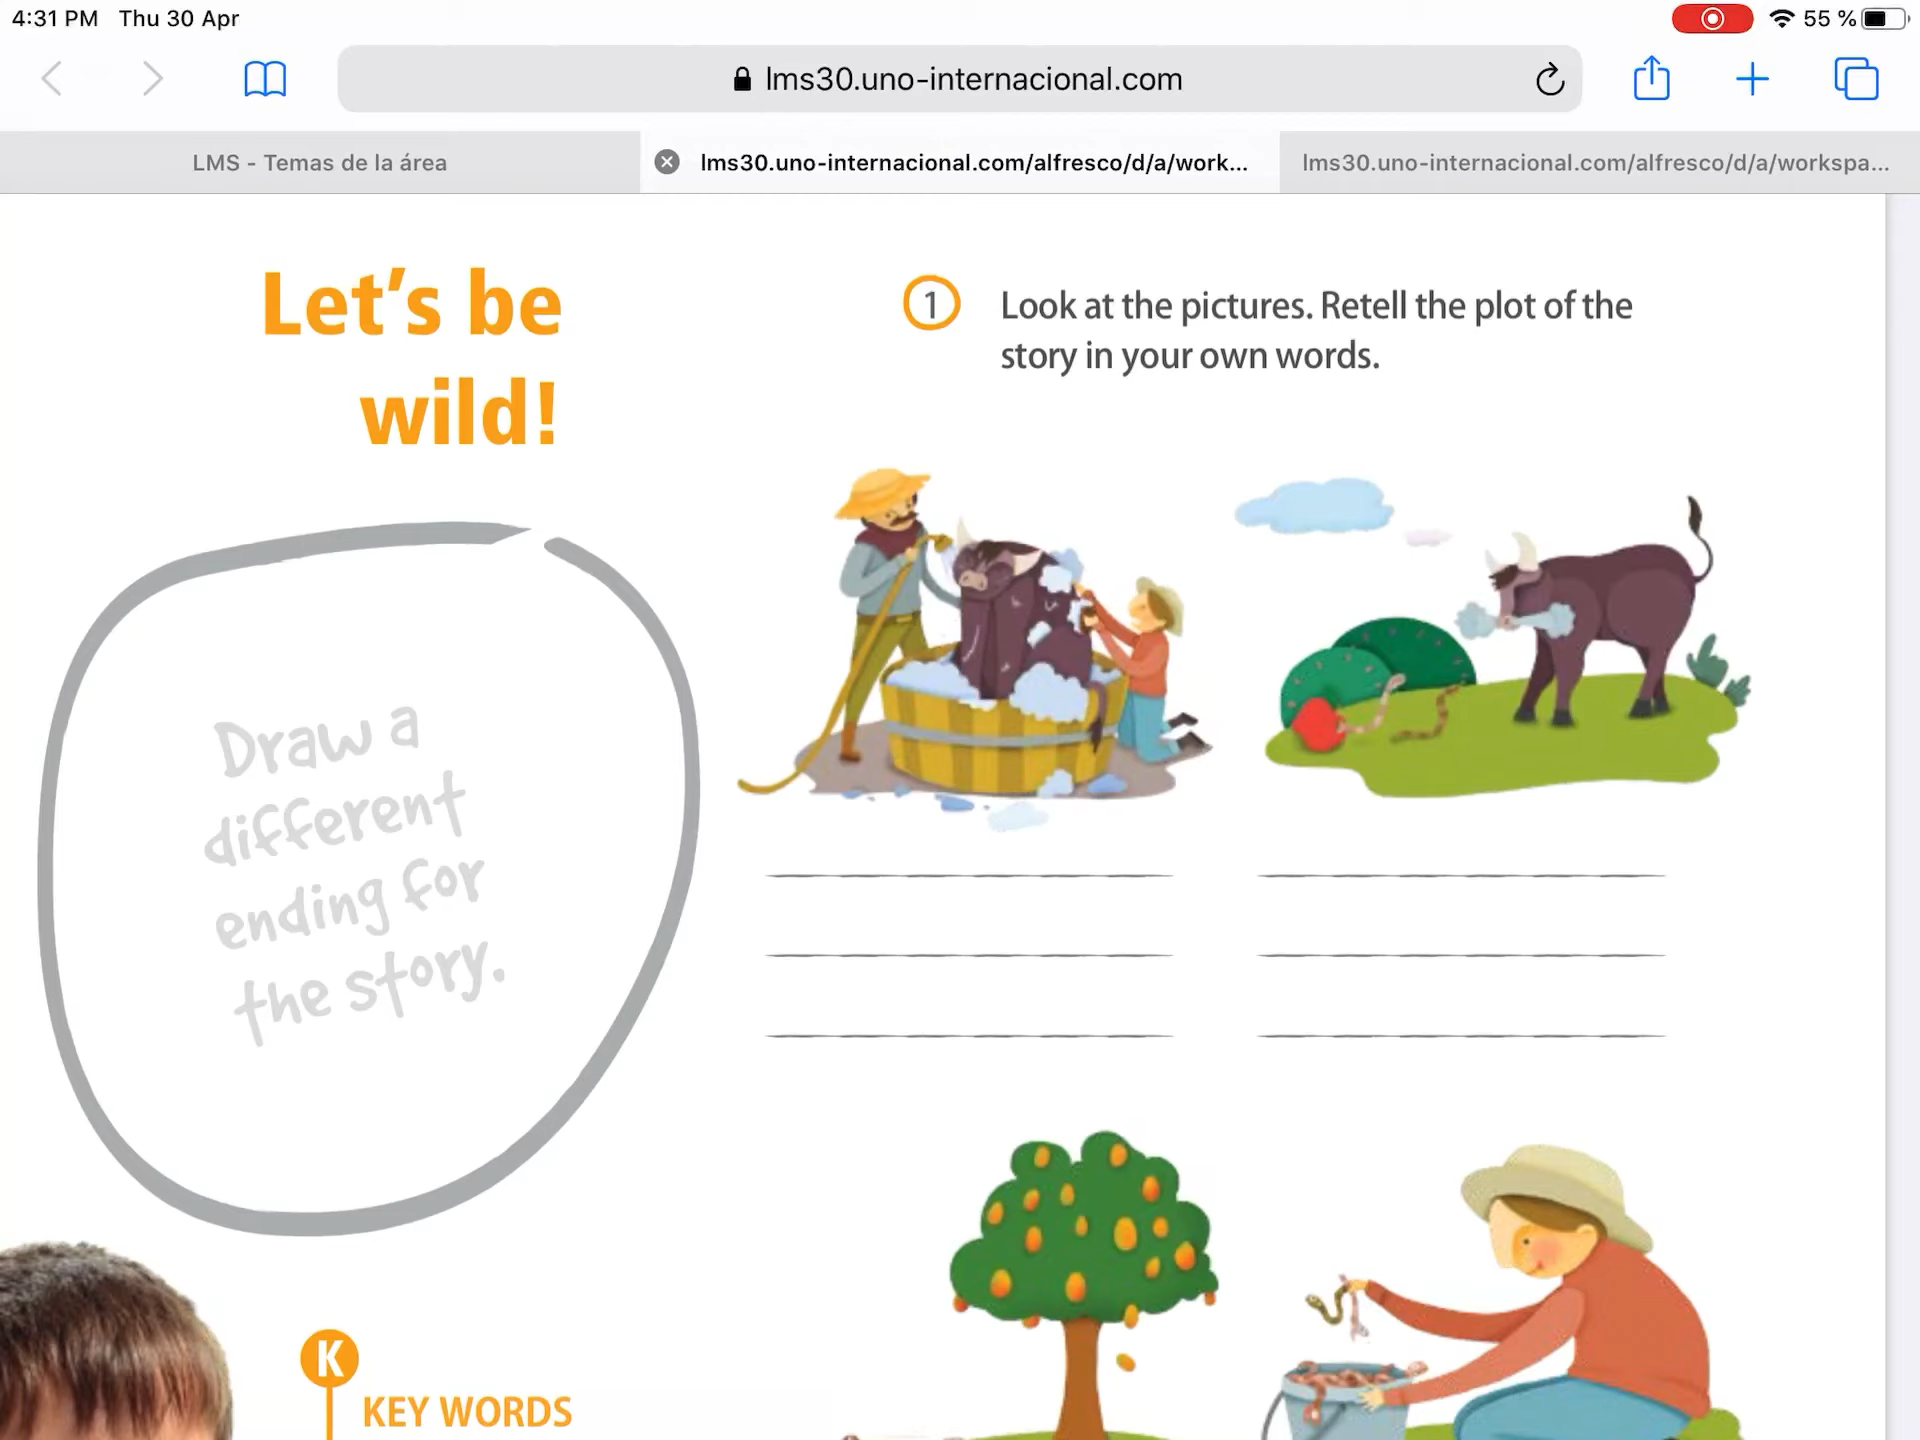 4:31 PM Thu 30 Apr
55 %
lms30.uno-internacional.com
LMS - Temas de la área
lms30.uno-internacional.com/alfresco/d/a/work...
lms30.uno-internacional.com/alfresco/d/a/workspa...
Let's be
wild!
1 Look at the pictures. Retell the plot of the
story in your own words.
Draw a
different
ending for
the story.
K
KEY WORDS